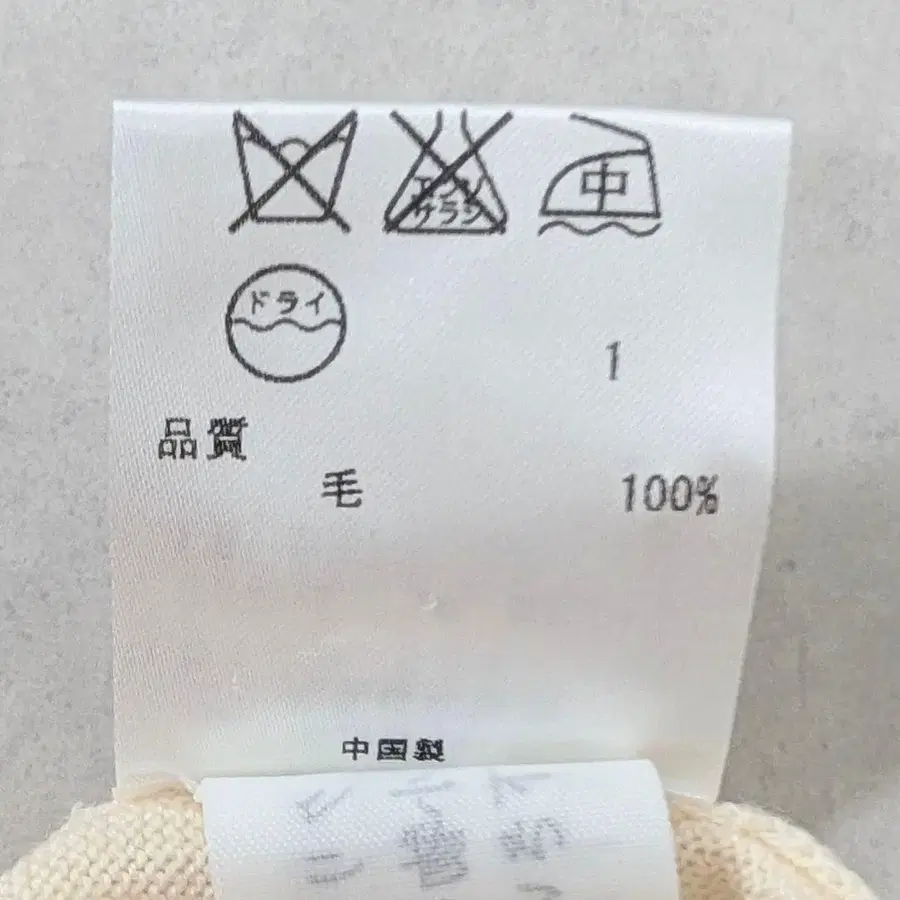 エンソ サラシ 中
ドライ
1
品質
毛 100%
中国製